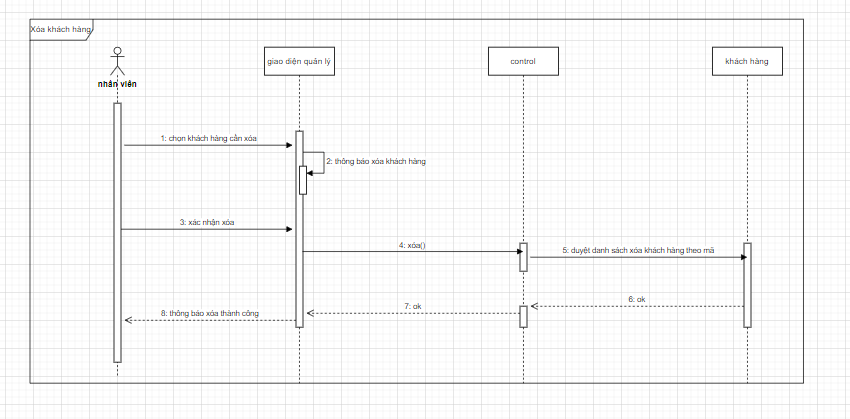 Xóa khách hàng
nhân viên
giao diện quản lý
control
khách hàng
1: chọn khách hàng cần xóa
2: thông báo xóa khách hàng
3: xác nhận xóa
4: xóa()
5: duyệt danh sách xóa khách hàng theo mã
6: ok
7: ok
8: thông báo xóa thành công